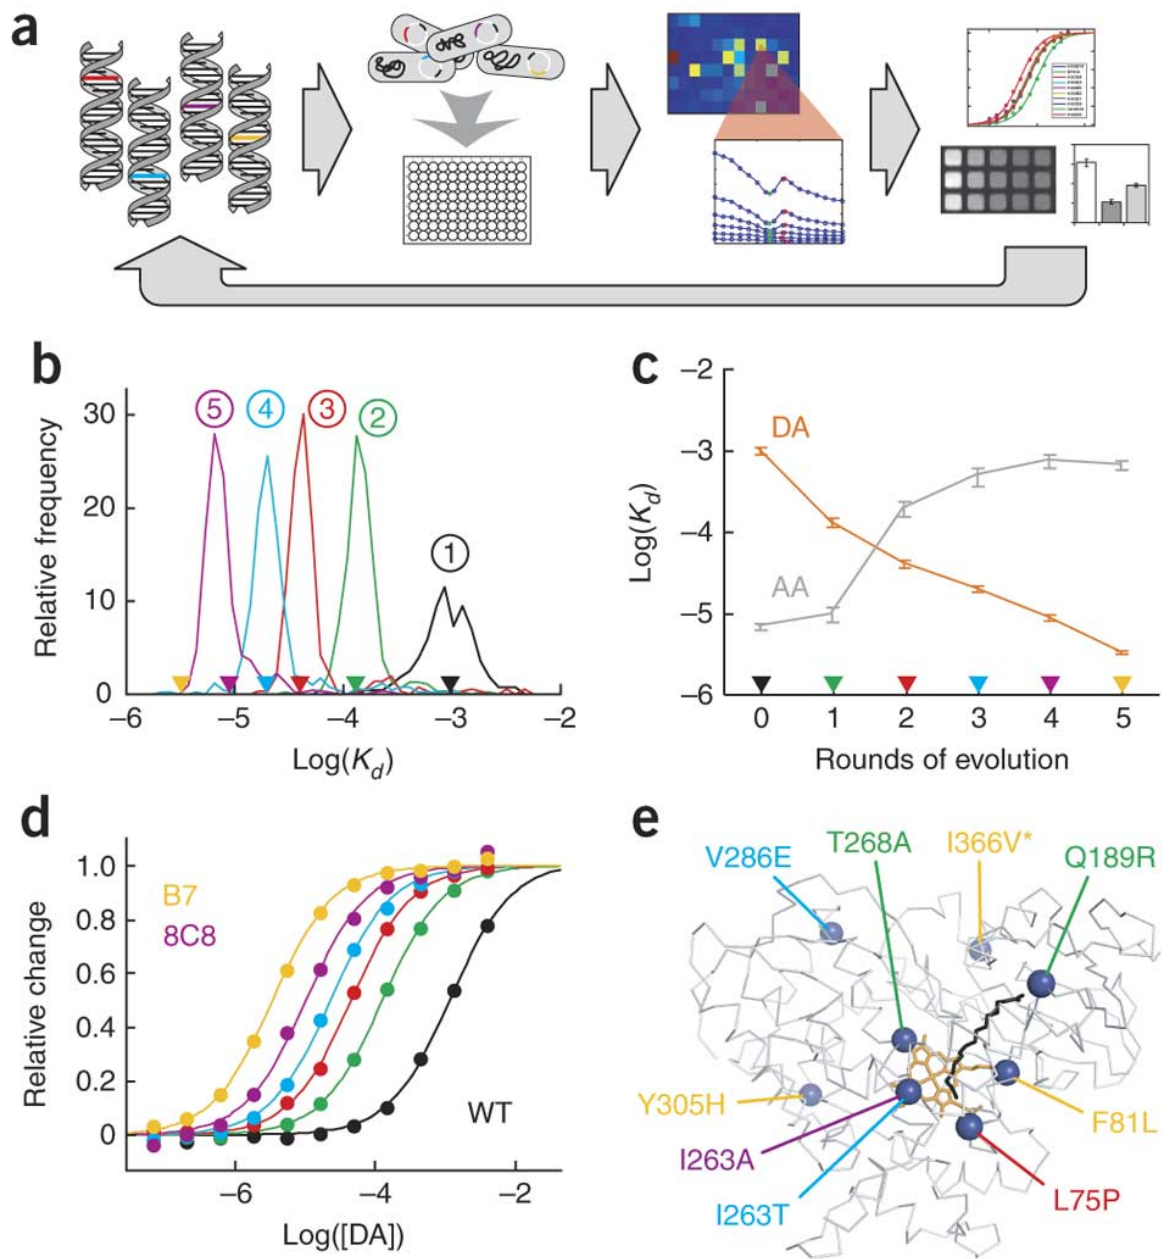 a
b
5
4
3
2
1
30
20
10
0
Relative frequency
−6
−5
−4
−3
−2
Log(Kd)
c
−2
−3
−4
−5
−6
Log(Kd)
DA
AA
0
1
2
3
4
5
Rounds of evolution
d
1.0
0.8
0.6
0.4
0.2
0
Relative change
B7
8C8
WT
−6
−4
−2
Log([DA])
e
V286E
T268A
I366V*
Q189R
Y305H
F81L
I263A
I263T
L75P